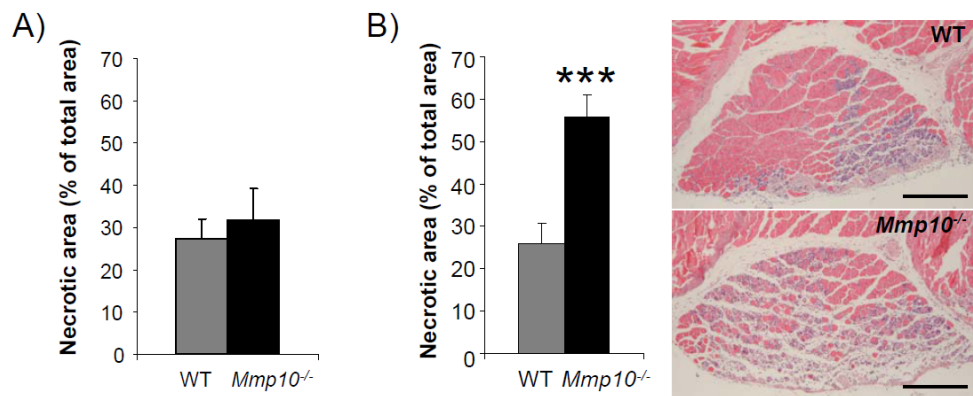 A)
Necrotic area (% of total area)
70
60
50
40
30
20
10
0
WT Mmp10-/-
B)
Necrotic area (% of total area)
70
60
50
40
30
20
10
0
***
WT Mmp10-/-
WT
Mmp10-/-